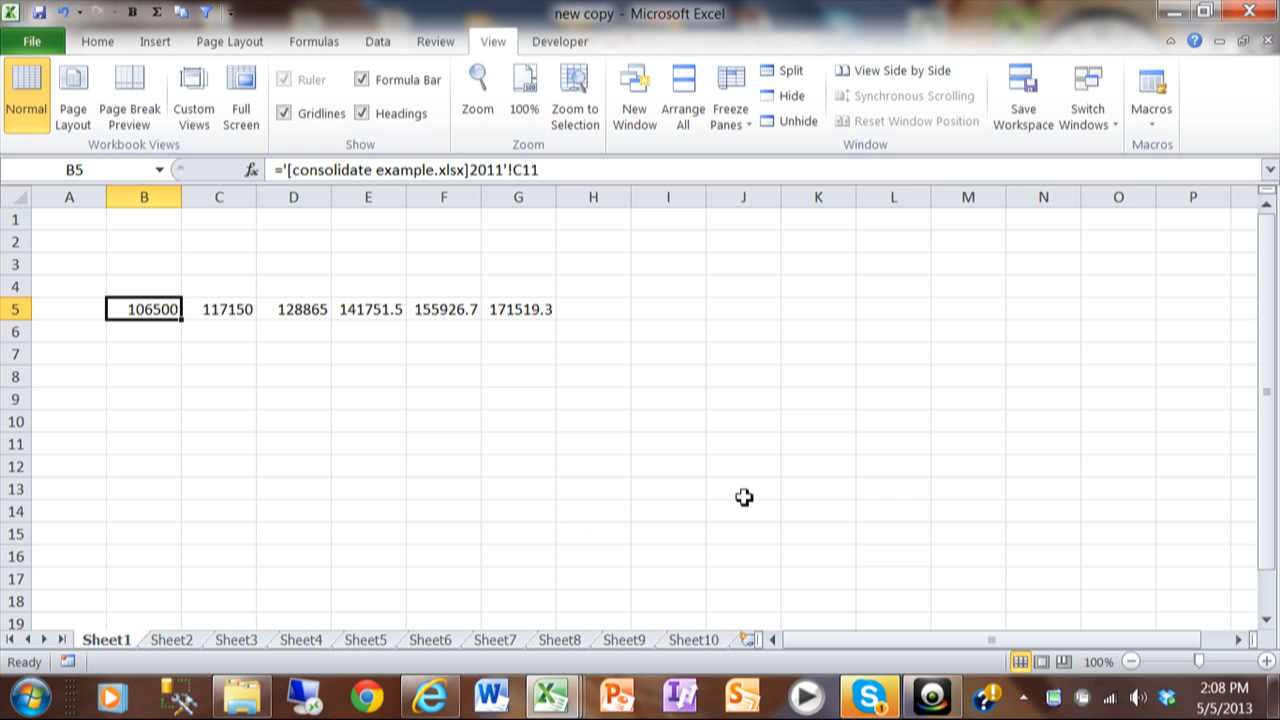 new copy - Microsoft Excel
File Home Insert Page Layout Formulas Data Review View Developer
Normal Page Layout Page Break Preview Custom Views Full Screen
Workbook Views
Ruler Formula Bar
Gridlines Headings
Show
Zoom 100% Zoom to Selection
Zoom
New Window Arrange All Freeze Panes
Split
Hide
Unhide
View Side by Side
Synchronous Scrolling
Reset Window Position
Save Workspace Switch Windows
Window
Macros
Macros
B5 fx ='[consolidate example.xlsx]2011'!C11
A B C D E F G H I J K L M N O P
1
2
3
4
5 106500 117150 128865 141751.5 155926.7 171519.3
6
7
8
9
10
11
12
13
14
15
16
17
18
19
Sheet1 Sheet2 Sheet3 Sheet4 Sheet5 Sheet6 Sheet7 Sheet8 Sheet9 Sheet10
Ready 100%
2:08 PM
5/5/2013